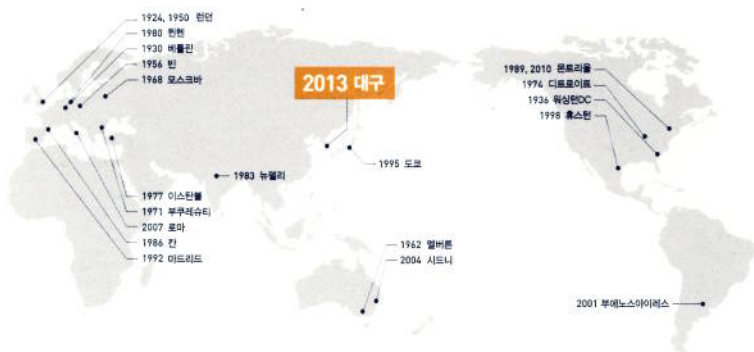 1924, 1950 런던
1980 뮌헨
1930 베를린
1956 빈
1968 모스크바
2013 대구
1989, 2010 몬트리올
1974 디트로이트
1936 워싱턴DC
1998 휴스턴
1995 도쿄
1983 뉴델리
1977 이스탄불
1971 부쿠레슈티
2007 로마
1986 칸
1992 마드리드
1962 멜버른
2004 시드니
2001 부에노스아이레스